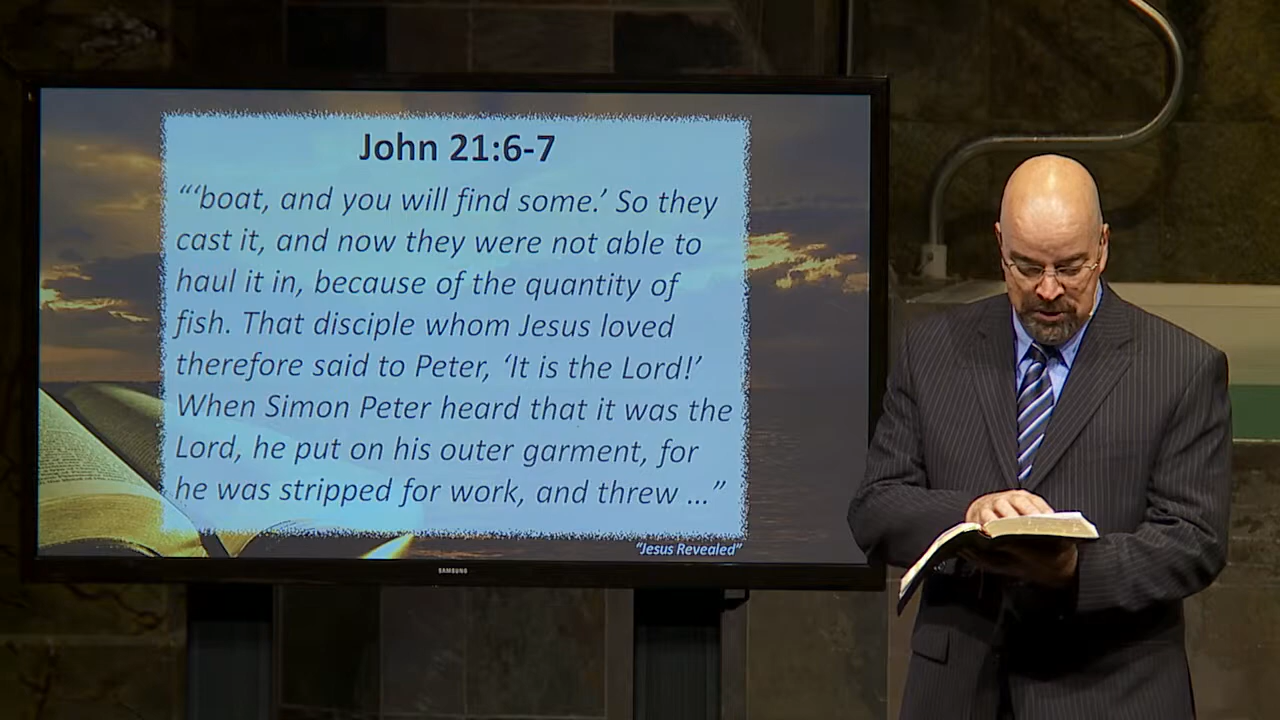 John 21:6-7
“‘boat, and you will find some.’ So they
cast it, and now they were not able to
haul it in, because of the quantity of
fish. That disciple whom Jesus loved
therefore said to Peter, ‘It is the Lord!’
When Simon Peter heard that it was the
Lord, he put on his outer garment, for
he was stripped for work, and threw ...”
"Jesus Revealed"
SAMSUNG